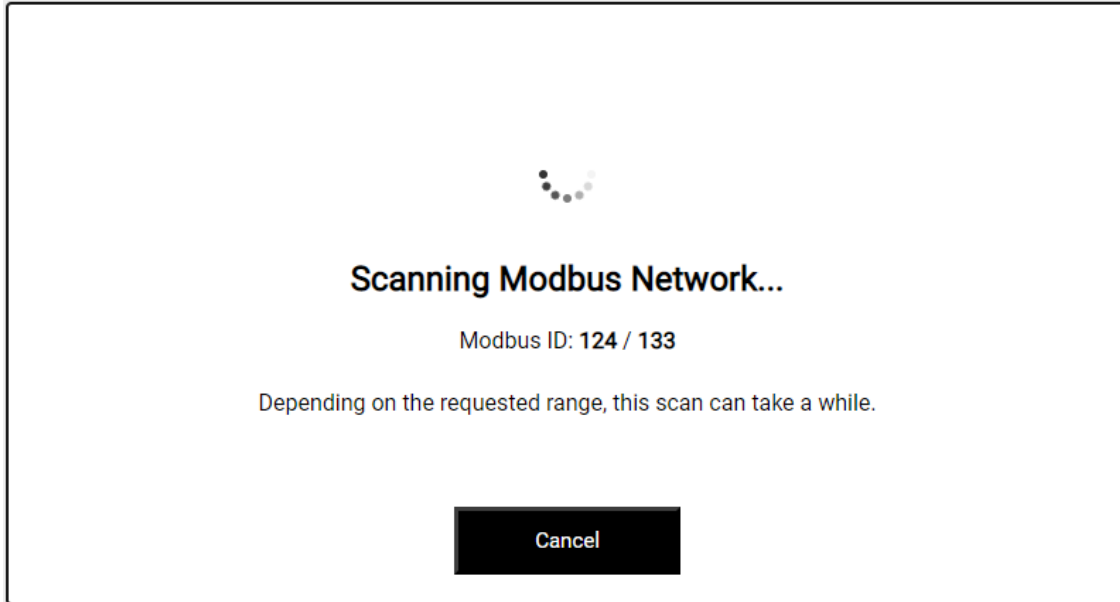 Scanning Modbus Network...
Modbus ID: 124 / 133
Depending on the requested range, this scan can take a while.
Cancel